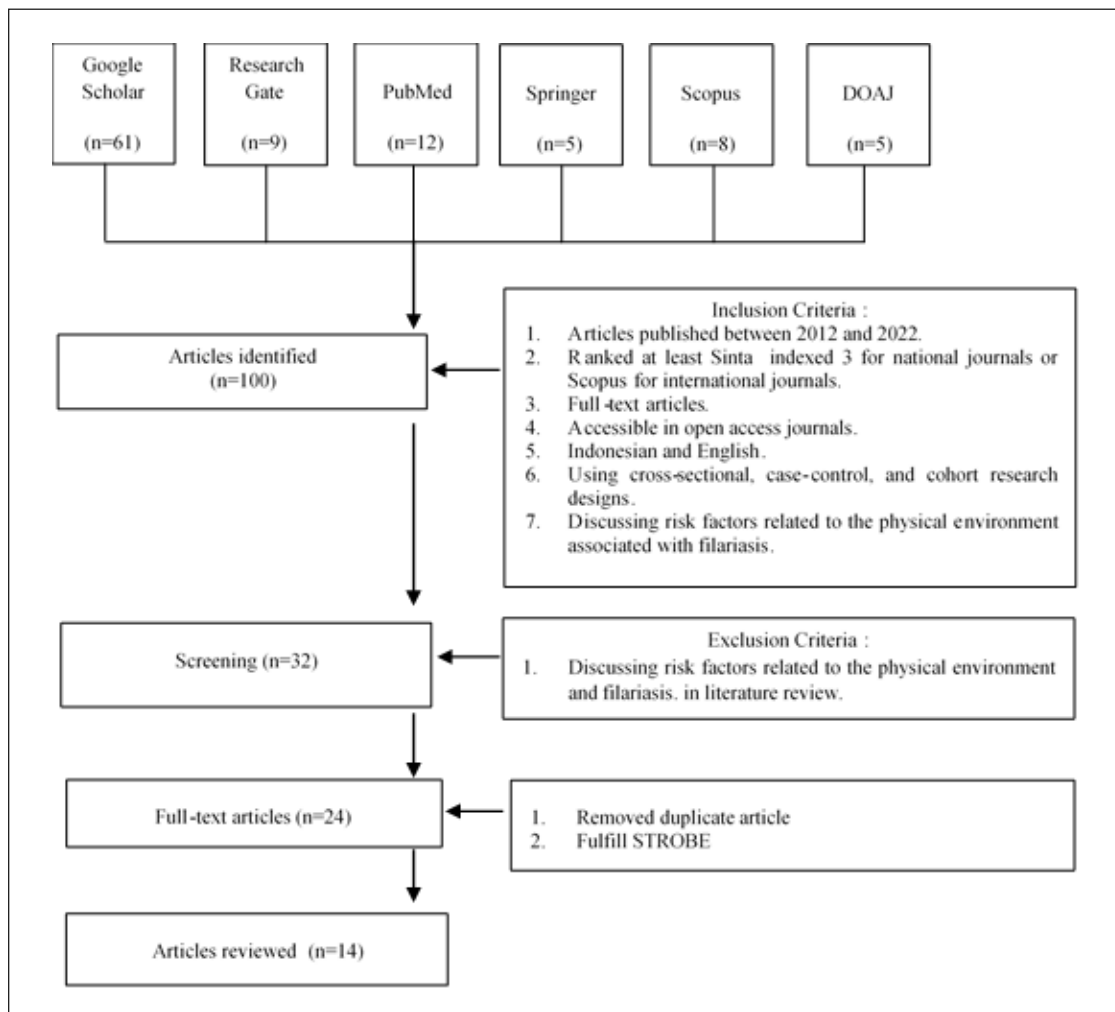 Google
Scholar
(n=61)
Research
Gate
(n=9)
PubMed
(n=12)
Springer
(n=5)
Scopus
(n=8)
DOAJ
(n=5)
Articles identified
(n=100)
Inclusion Criteria :
1. Articles published between 2012 and 2022.
2. Ranked at least Sinta indexed 3 for national journals or
Scopus for international journals.
3. Full-text articles.
4. Accessible in open access journals.
5. Indonesian and English.
6. Using cross-sectional, case-control, and cohort research
designs.
7. Discussing risk factors related to the physical environment
associated with filariasis.
Screening (n=32)
Exclusion Criteria :
1. Discussing risk factors related to the physical environment
and filariasis. in literature review.
Full-text articles (n=24)
1. Removed duplicate article
2. Fulfill STROBE
Articles reviewed (n=14)